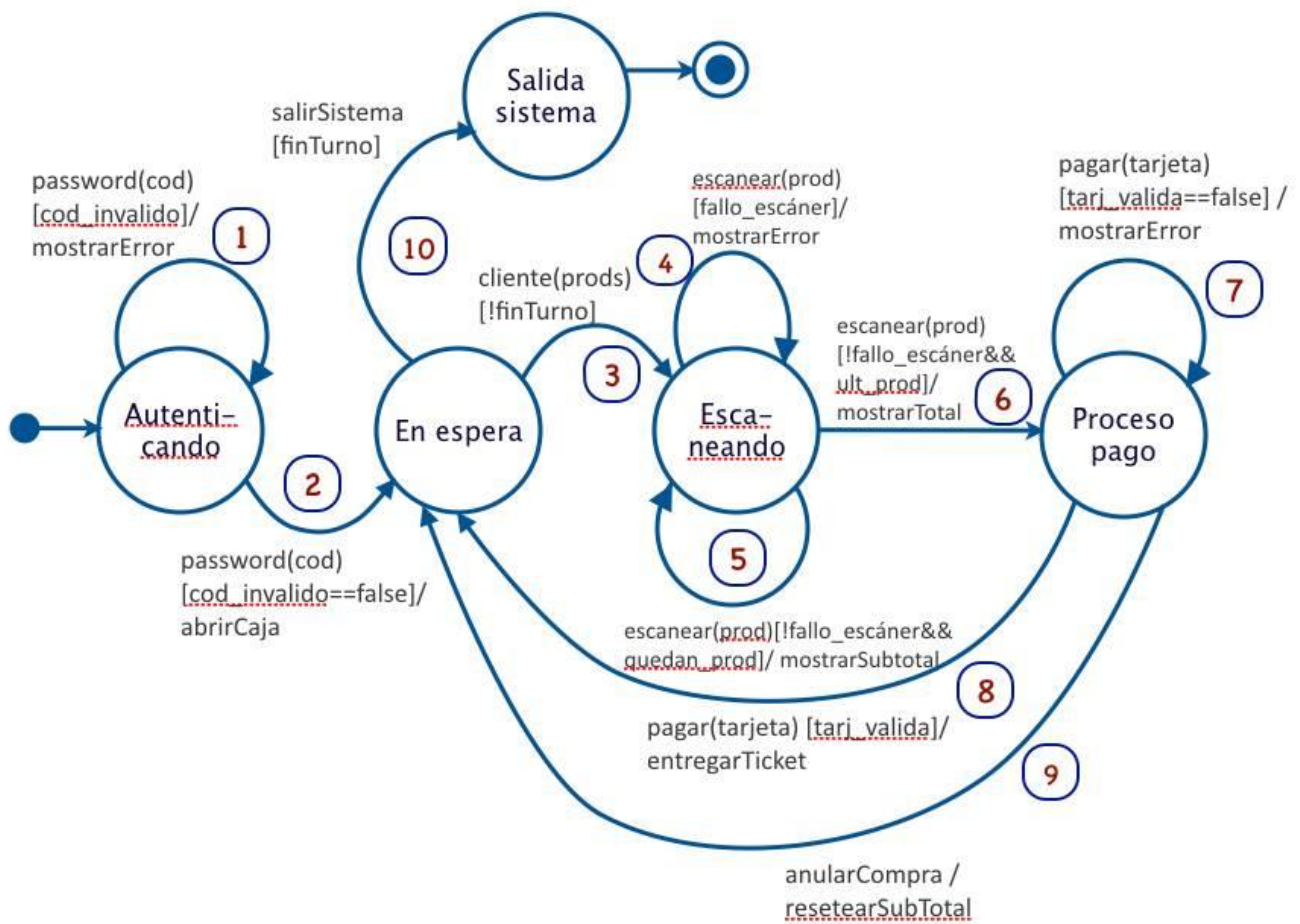 Salida
sistema
salirSistema
[finTurno]
password(cod)
[cod_invalido]/
mostrarError
1
10
escanear(prod)
[fallo_escáner]/
mostrarError
4
pagar(tarjeta)
[tarj_valida==false] /
mostrarError
7
cliente(prods)
[!finTurno]
3
escanear(prod)
[!fallo_escáner&&
ult_prod]/
mostrarTotal
6
Autenti-
cando
En espera
Esca-
neando
Proceso
pago
2
password(cod)
[cod_invalido==false]/
abrirCaja
5
escanear(prod)[!fallo_escáner&&
quedan_prod]/ mostrarSubtotal
8
pagar(tarjeta) [tarj_valida]/
entregarTicket
9
anularCompra /
resetearSubTotal